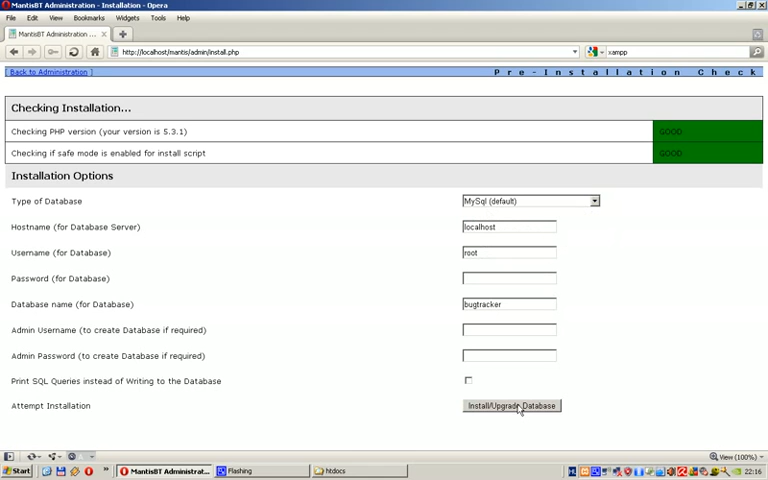 MantisBT Administration - Installation - Opera
File Edit View Bookmarks Widgets Tools Help
MantisBT Administration ...
http://localhost/mantis/admin/install.php
xampp
[ Back to Administration ]
Pre-Installation Check
Checking Installation...
Checking PHP version (your version is 5.3.1) GOOD
Checking if safe mode is enabled for install script GOOD
Installation Options
Type of Database MySql (default)
Hostname (for Database Server) localhost
Username (for Database) root
Password (for Database)
Database name (for Database) bugtracker
Admin Username (to create Database if required)
Admin Password (to create Database if required)
Print SQL Queries instead of Writing to the Database
Attempt Installation Install/Upgrade Database
View (100%)
Start MantisBT Administrat... Flashing htdocs 22:16